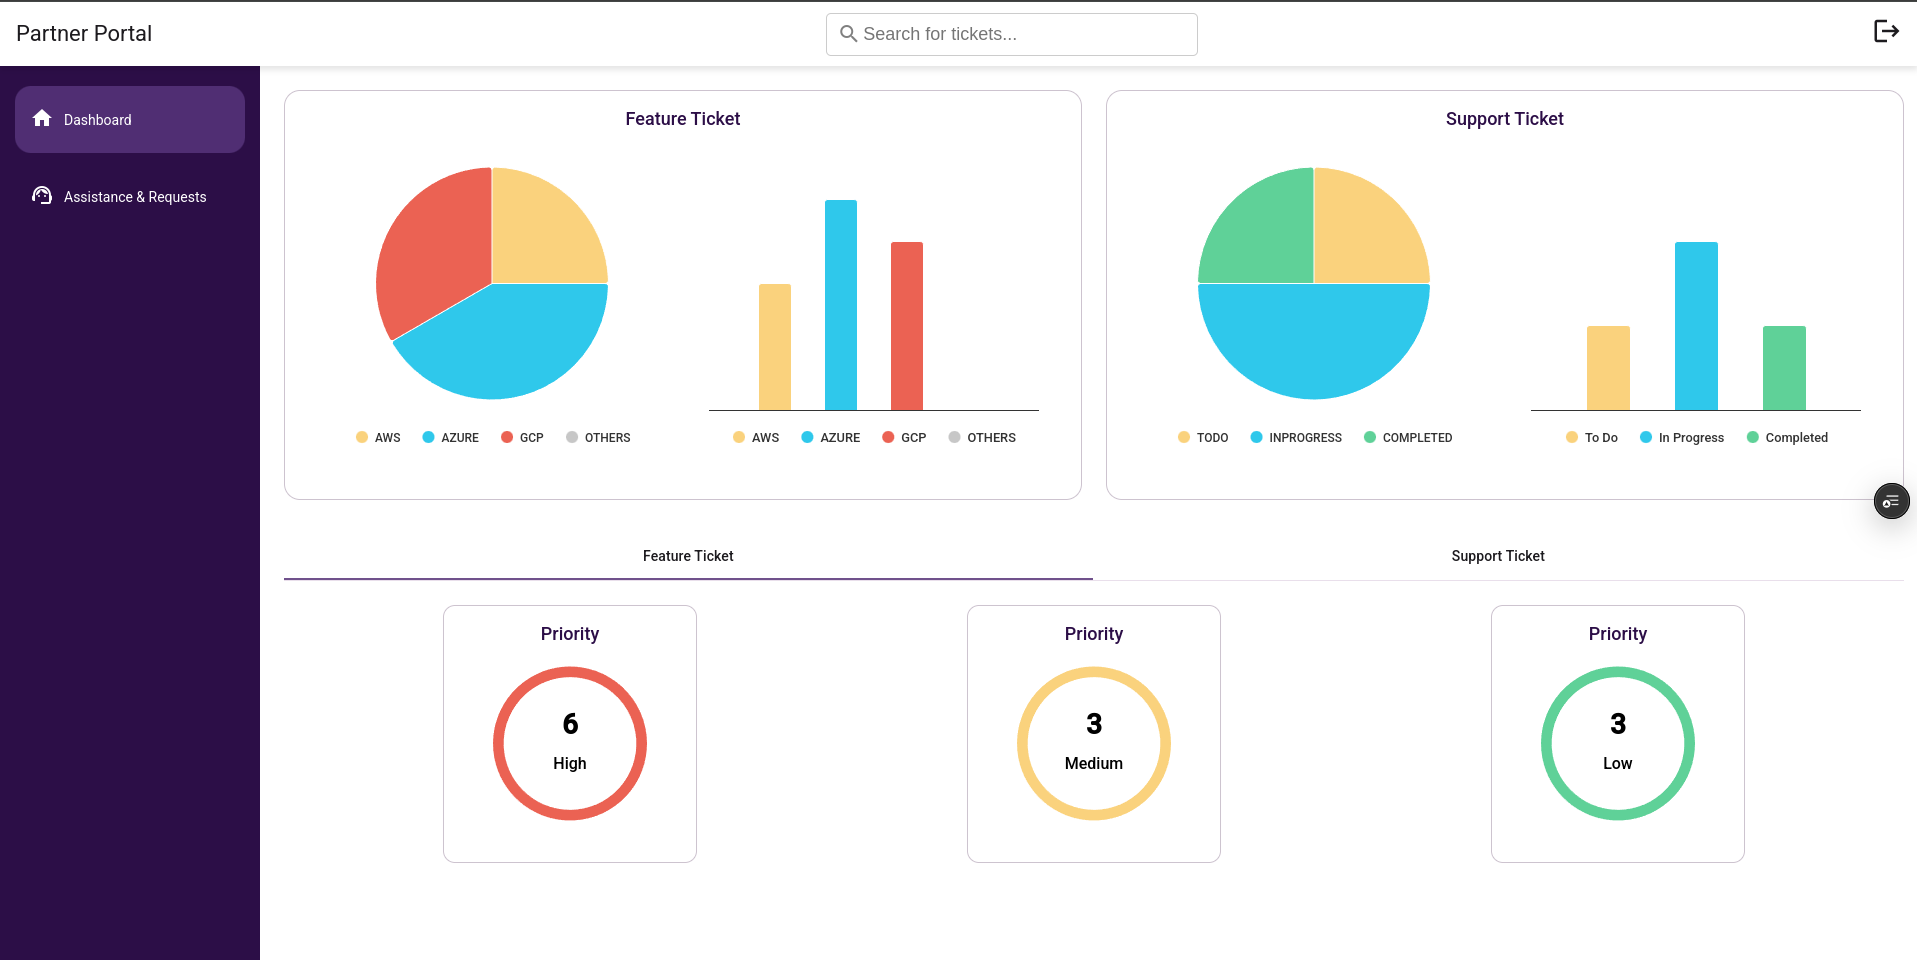 Partner Portal
Search for tickets...
Dashboard
Assistance & Requests
Feature Ticket
AWS AZURE GCP OTHERS
AWS AZURE GCP OTHERS
Support Ticket
TODO INPROGRESS COMPLETED
To Do In Progress Completed
Feature Ticket
Support Ticket
Priority
6
High
Priority
3
Medium
Priority
3
Low